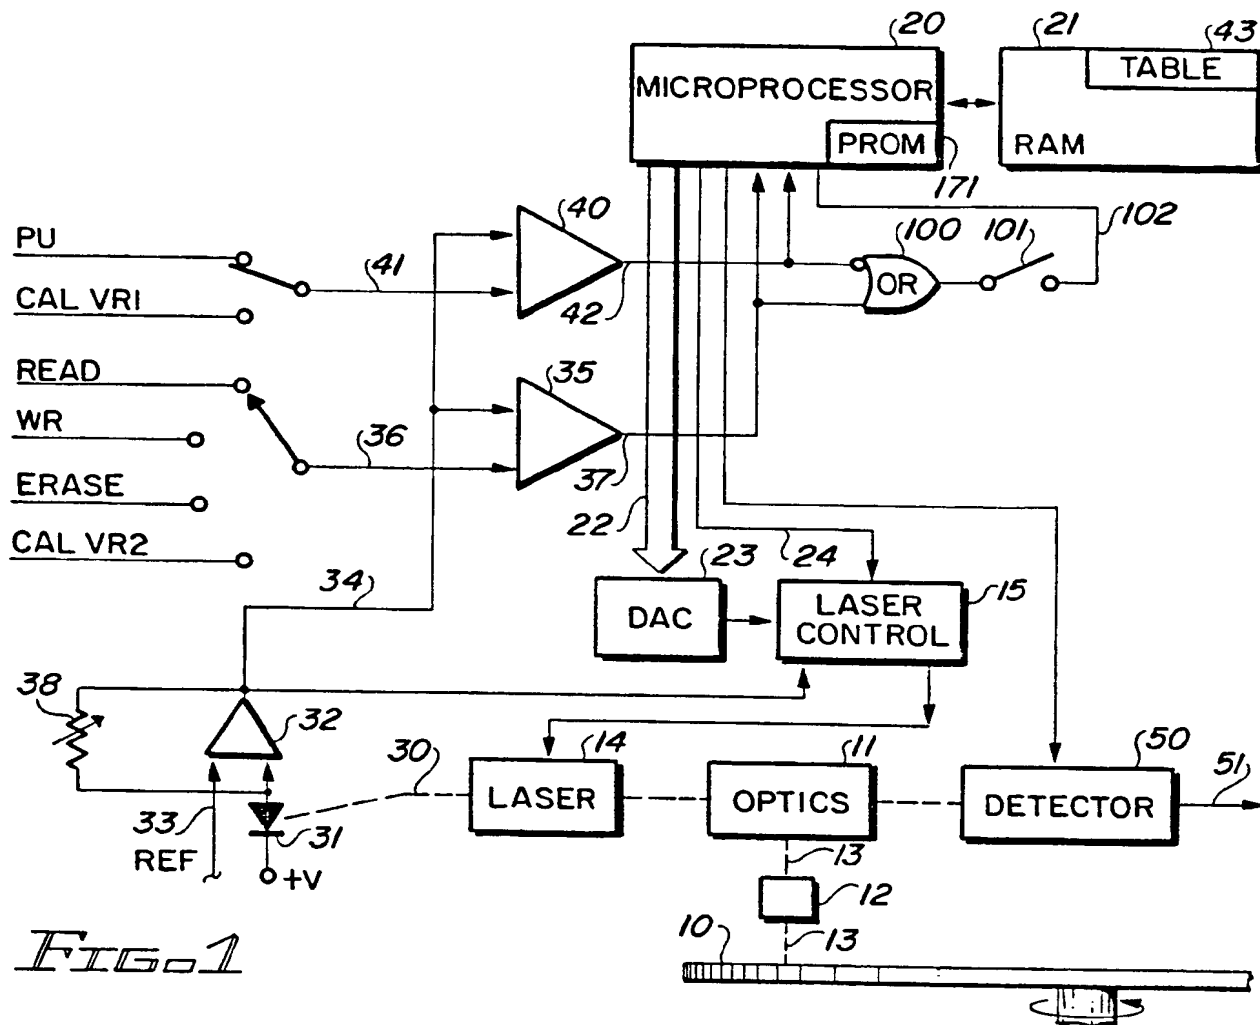 20
21
43
MICROPROCESSOR
TABLE
PROM
RAM
171
40
PU
41
42
100
101
102
OR
CAL VR1
READ
35
WR
36
37
ERASE
22
CAL VR2
24
23
34
DAC
LASER
CONTROL
15
38
32
30
14
11
50
51
LASER
OPTICS
DETECTOR
33
31
REF
+V
13
12
10
13
FIG. 1